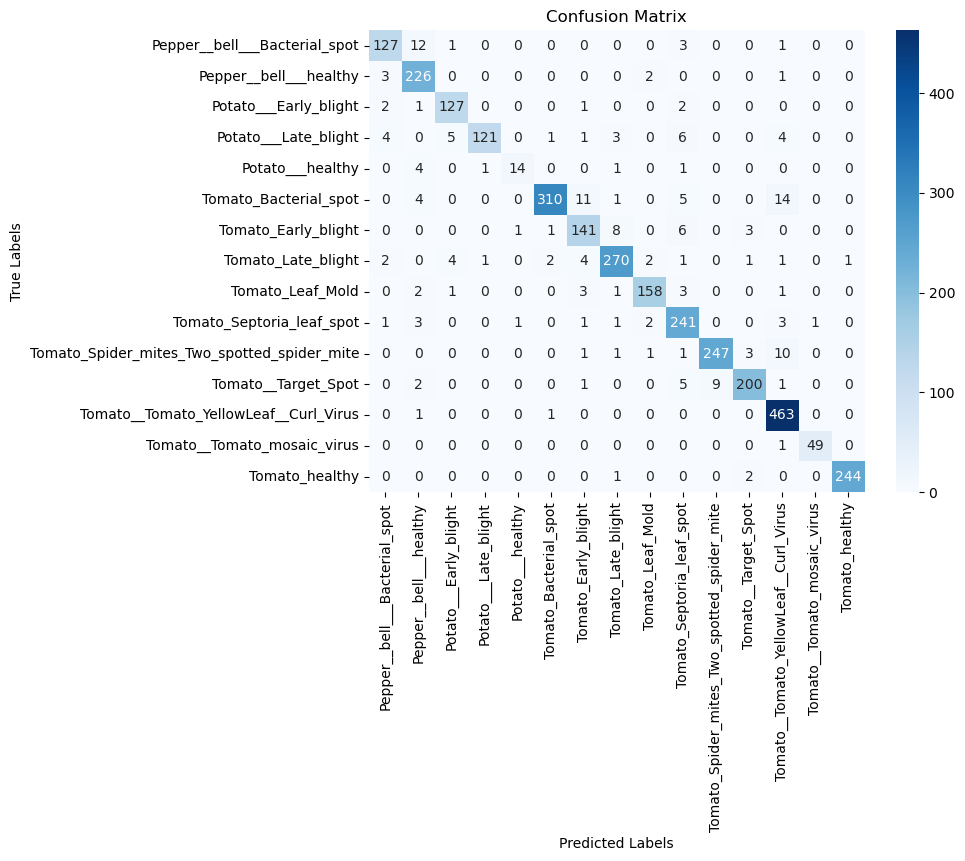 Confusion Matrix
True Labels
Pepper__bell___Bacterial_spot 127 12 1 0 0 0 0 0 0 3 0 0 1 0 0
Pepper__bell___healthy 3 226 0 0 0 0 0 0 2 0 0 0 1 0 0
Potato___Early_blight 2 1 127 0 0 0 1 0 0 2 0 0 0 0 0
Potato___Late_blight 4 0 5 121 0 1 1 3 0 6 0 0 4 0 0
Potato___healthy 0 4 0 1 14 0 0 1 0 1 0 0 0 0 0
Tomato_Bacterial_spot 0 4 0 0 0 310 11 1 0 5 0 0 14 0 0
Tomato_Early_blight 0 0 0 0 1 1 141 8 0 6 0 3 0 0 0
Tomato_Late_blight 2 0 4 1 0 2 4 270 2 1 0 1 1 0 1
Tomato_Leaf_Mold 0 2 1 0 0 0 3 1 158 3 0 0 1 0 0
Tomato_Septoria_leaf_spot 1 3 0 0 1 0 1 1 2 241 0 0 3 1 0
Tomato_Spider_mites_Two_spotted_spider_mite 0 0 0 0 0 0 1 1 1 1 247 3 10 0 0
Tomato__Target_Spot 0 2 0 0 0 0 1 0 0 5 9 200 1 0 0
Tomato__Tomato_YellowLeaf__Curl_Virus 0 1 0 0 0 1 0 0 0 0 0 0 463 0 0
Tomato__Tomato_mosaic_virus 0 0 0 0 0 0 0 0 0 0 0 0 1 49 0
Tomato_healthy 0 0 0 0 0 0 0 1 0 0 0 2 0 0 244
Pepper__bell___Bacterial_spot
Pepper__bell___healthy
Potato___Early_blight
Potato___Late_blight
Potato___healthy
Tomato_Bacterial_spot
Tomato_Early_blight
Tomato_Late_blight
Tomato_Leaf_Mold
Tomato_Septoria_leaf_spot
Tomato_Spider_mites_Two_spotted_spider_mite
Tomato__Target_Spot
Tomato__Tomato_YellowLeaf__Curl_Virus
Tomato__Tomato_mosaic_virus
Tomato_healthy
Predicted Labels
400
300
200
100
0